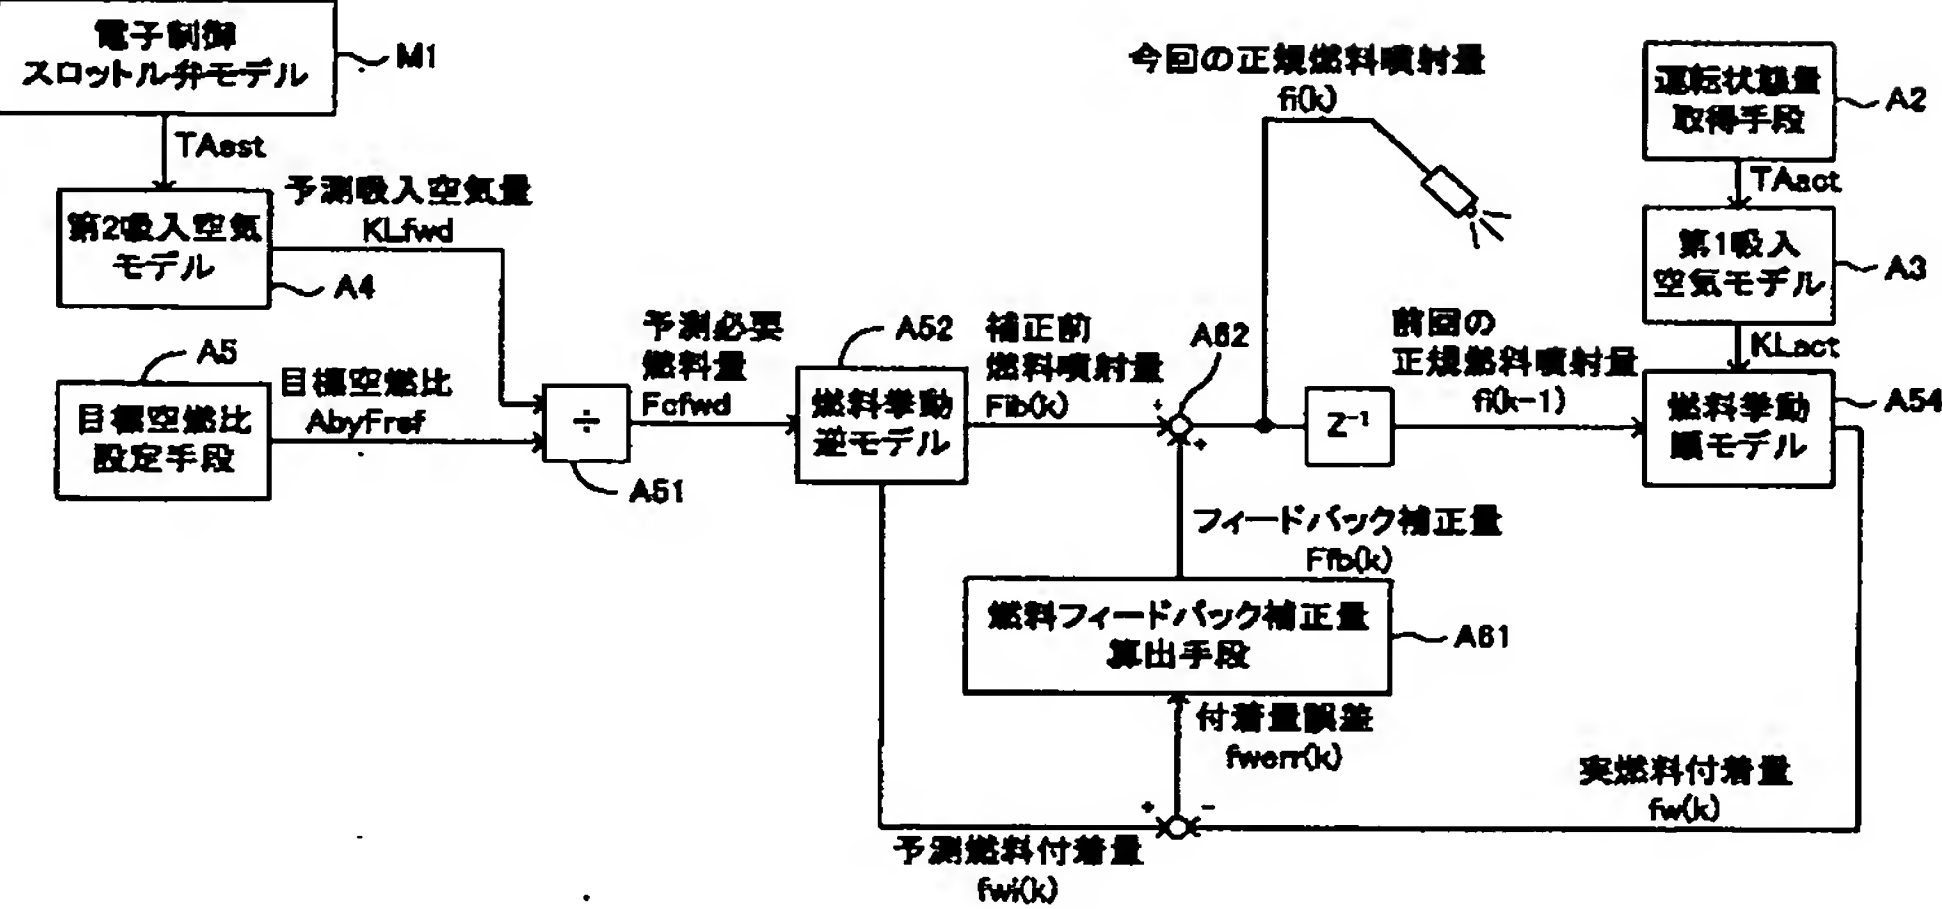 電子制御
スロットル弁モデル
M1
TAest
第2吸入空気
モデル
A4
予測吸入空気量
KLfwd
A5
目標空燃比
設定手段
目標空燃比
AbyFref
÷
A51
予測必要
燃料量
Fcfwd
A52
燃料挙動
逆モデル
補正前
燃料噴射量
Fib(k)
A62
+
+
今回の正規燃料噴射量
fi(k)
Z⁻¹
前回の
正規燃料噴射量
fi(k-1)
運転状態量
取得手段
A2
TAact
第1吸入
空気モデル
A3
KLact
燃料挙動
順モデル
A54
フィードバック補正量
Ffb(k)
燃料フィードバック補正量
算出手段
A61
付着量誤差
fwerr(k)
+
-
予測燃料付着量
fwi(k)
実燃料付着量
fw(k)